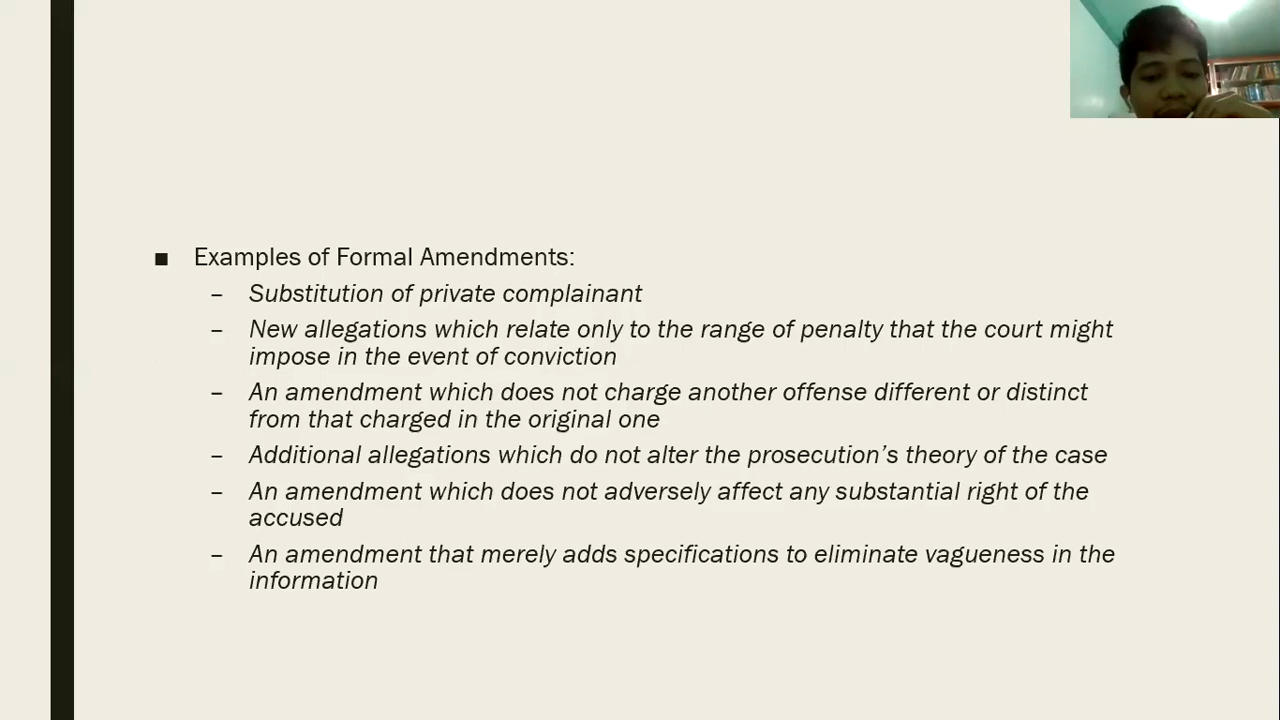 ■ Examples of Formal Amendments:
– Substitution of private complainant
– New allegations which relate only to the range of penalty that the court might
impose in the event of conviction
– An amendment which does not charge another offense different or distinct
from that charged in the original one
– Additional allegations which do not alter the prosecution’s theory of the case
– An amendment which does not adversely affect any substantial right of the
accused
– An amendment that merely adds specifications to eliminate vagueness in the
information